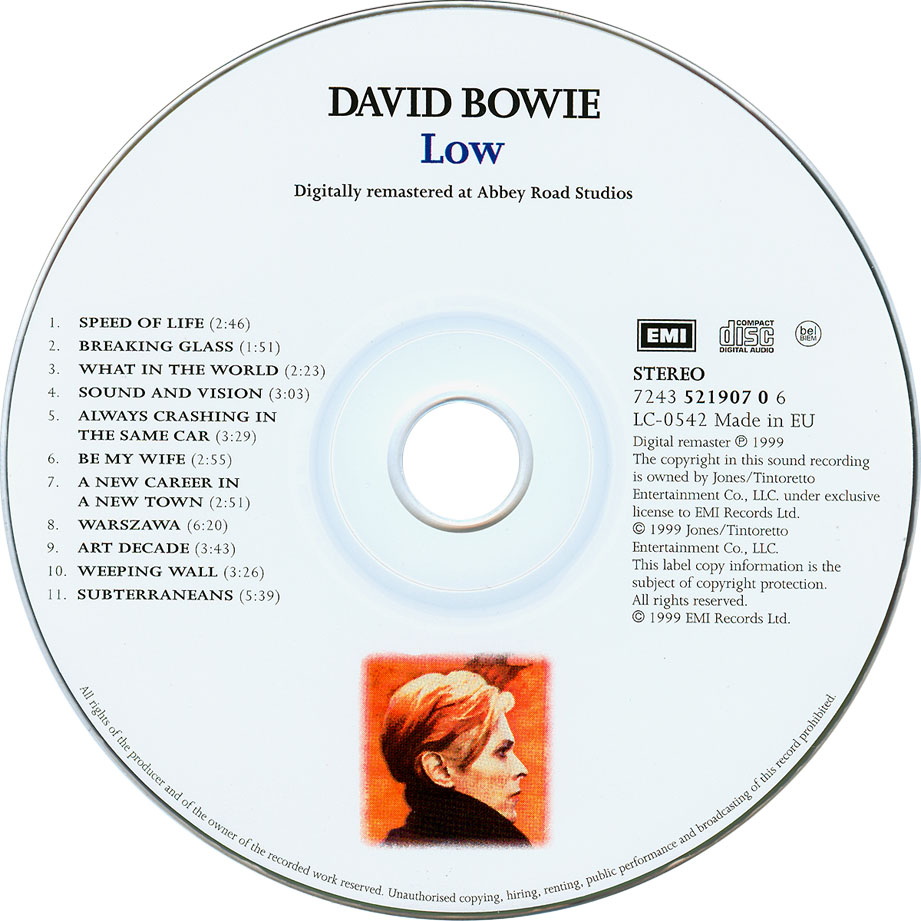 DAVID BOWIE
Low
Digitally remastered at Abbey Road Studios
1. SPEED OF LIFE (2:46)
2. BREAKING GLASS (1:51)
3. WHAT IN THE WORLD (2:23)
4. SOUND AND VISION (3:03)
5. ALWAYS CRASHING IN
THE SAME CAR (3:29)
6. BE MY WIFE (2:55)
7. A NEW CAREER IN
A NEW TOWN (2:51)
8. WARSZAWA (6:20)
9. ART DECADE (3:43)
10. WEEPING WALL (3:26)
11. SUBTERRANEANS (5:39)
EMI
COMPACT
disc
DIGITAL AUDIO
bel
BIEM
STEREO
7243 521907 0 6
LC-0542 Made in EU
Digital remaster ℗ 1999
The copyright in this sound recording
is owned by Jones/Tintoretto
Entertainment Co., LLC. under exclusive
license to EMI Records Ltd.
© 1999 Jones/Tintoretto
Entertainment Co., LLC.
This label copy information is the
subject of copyright protection.
All rights reserved.
© 1999 EMI Records Ltd.
All rights of the producer and of the owner of the recorded work reserved. Unauthorised copying, hiring, renting, public performance and broadcasting of this record prohibited.